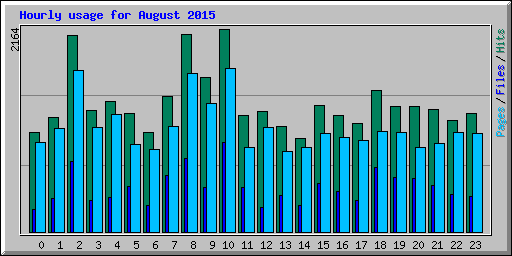 Hourly usage for August 2015
2164
Pages/Files/Hits
0 1 2 3 4 5 6 7 8 9 10 11 12 13 14 15 16 17 18 19 20 21 22 23